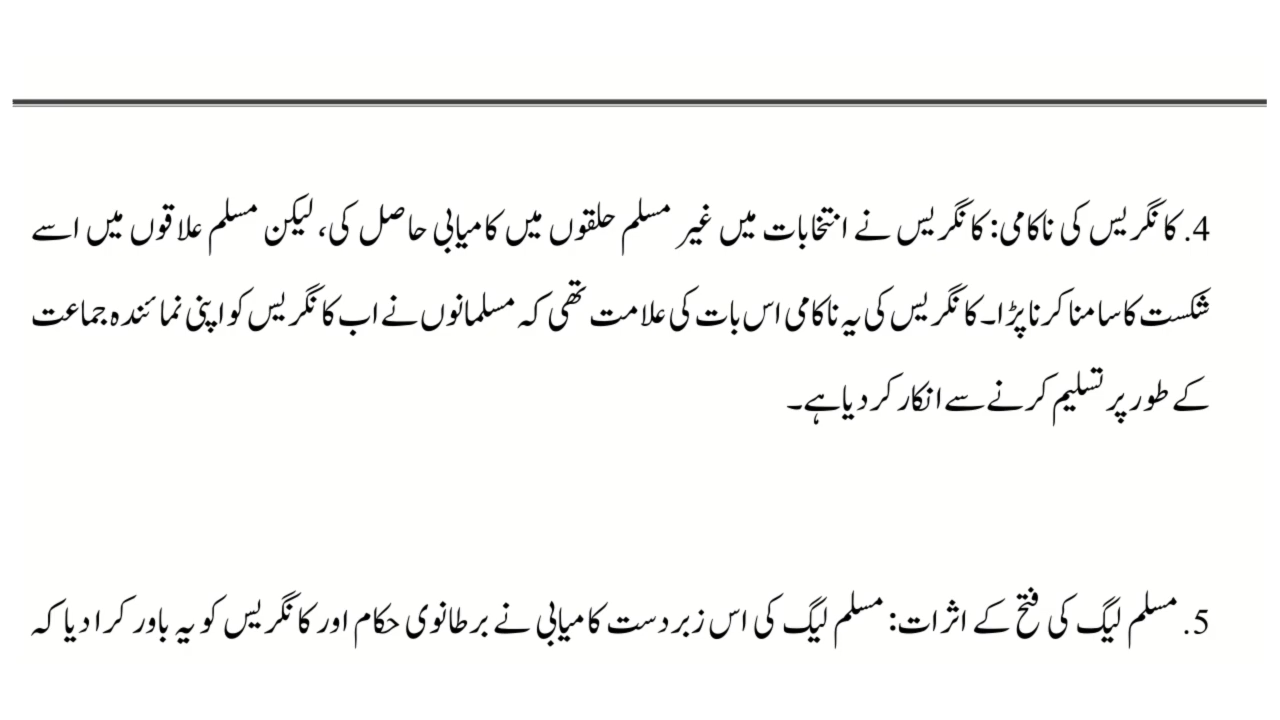 4. کانگریس کی ناکامی: کانگریس نے انتخابات میں غیر مسلم حلقوں میں کامیابی حاصل کی، لیکن مسلم علاقوں میں اسے
شکست کا سامنا کرنا پڑا۔ کانگریس کی یہ ناکامی اس بات کی علامت تھی کہ مسلمانوں نے اب کانگریس کو اپنی نمائندہ جماعت
کے طور پر تسلیم کرنے سے انکار کر دیا ہے۔
5. مسلم لیگ کی فتح کے اثرات: مسلم لیگ کی اس زبردست کامیابی نے برطانوی حکام اور کانگریس کو یہ باور کرا دیا کہ